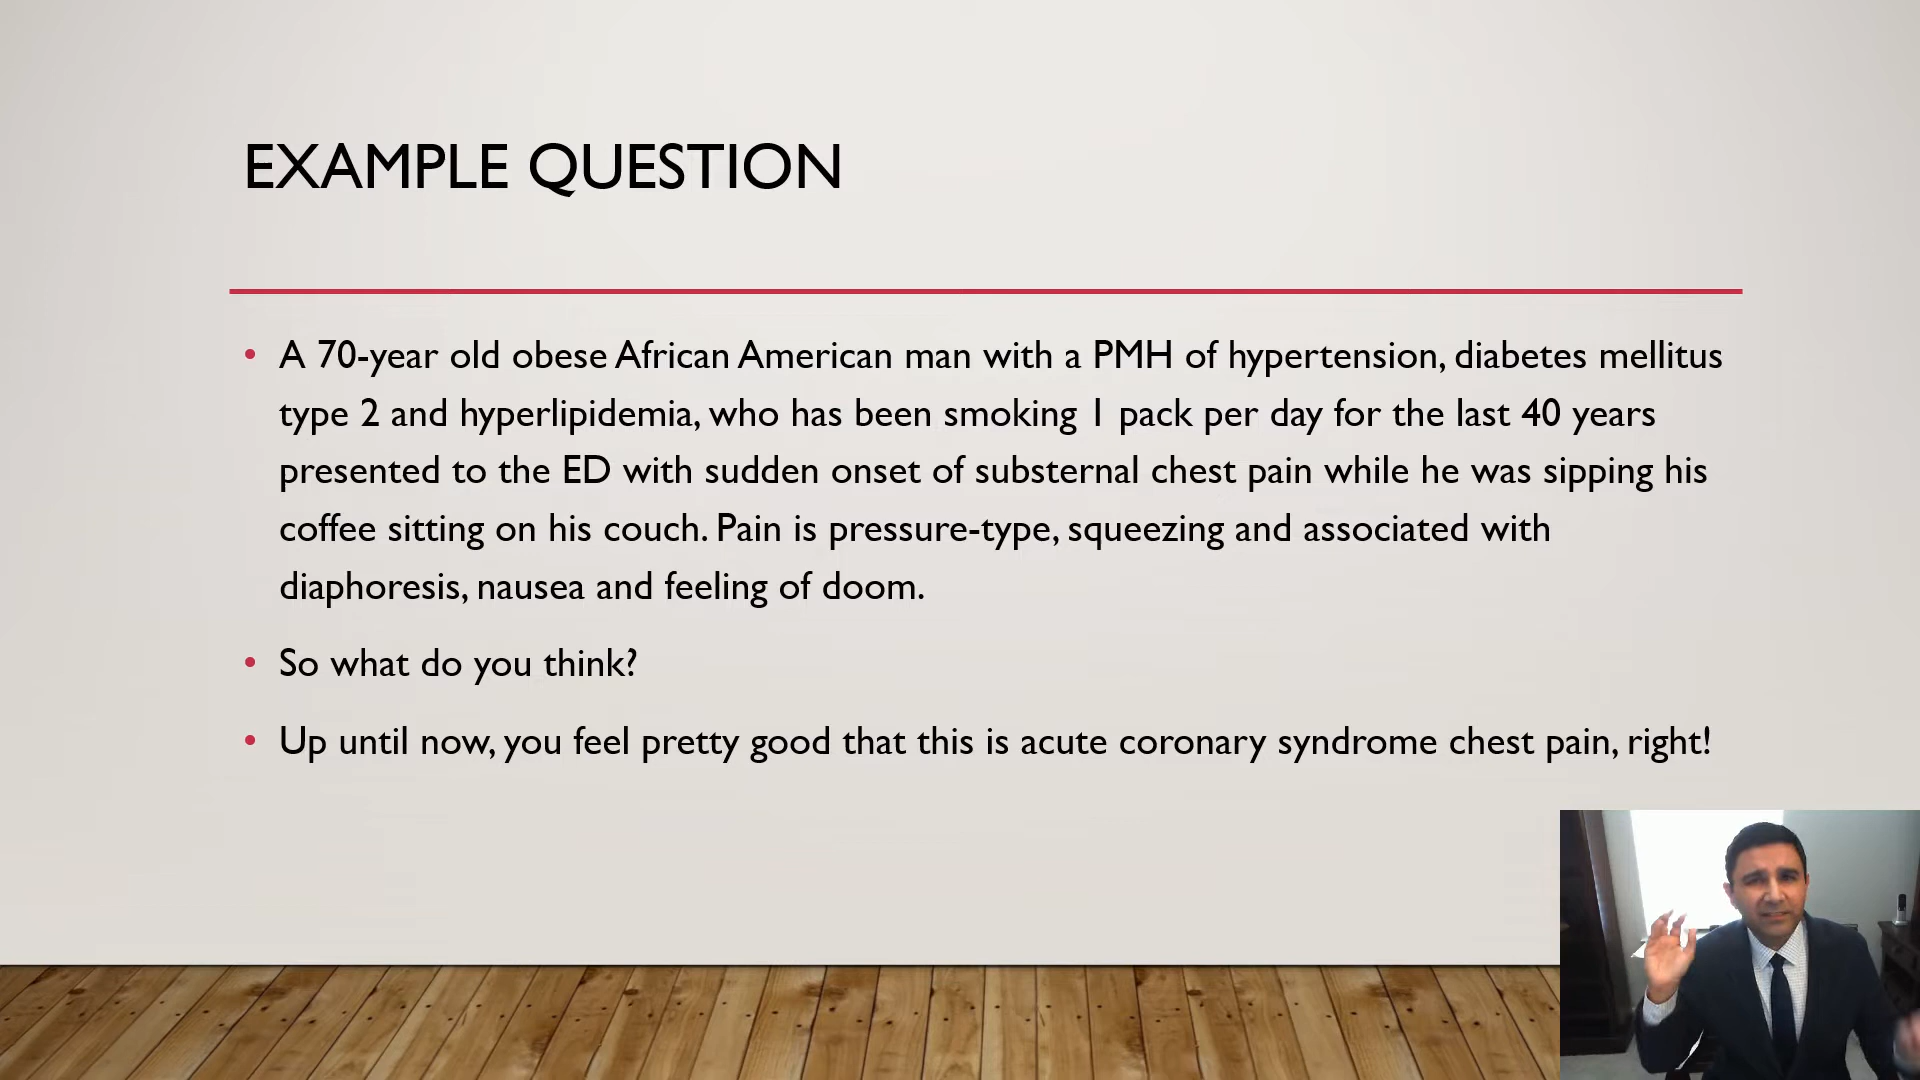 EXAMPLE QUESTION
• A 70-year old obese African American man with a PMH of hypertension, diabetes mellitus
type 2 and hyperlipidemia, who has been smoking 1 pack per day for the last 40 years
presented to the ED with sudden onset of substernal chest pain while he was sipping his
coffee sitting on his couch. Pain is pressure-type, squeezing and associated with
diaphoresis, nausea and feeling of doom.
• So what do you think?
• Up until now, you feel pretty good that this is acute coronary syndrome chest pain, right!